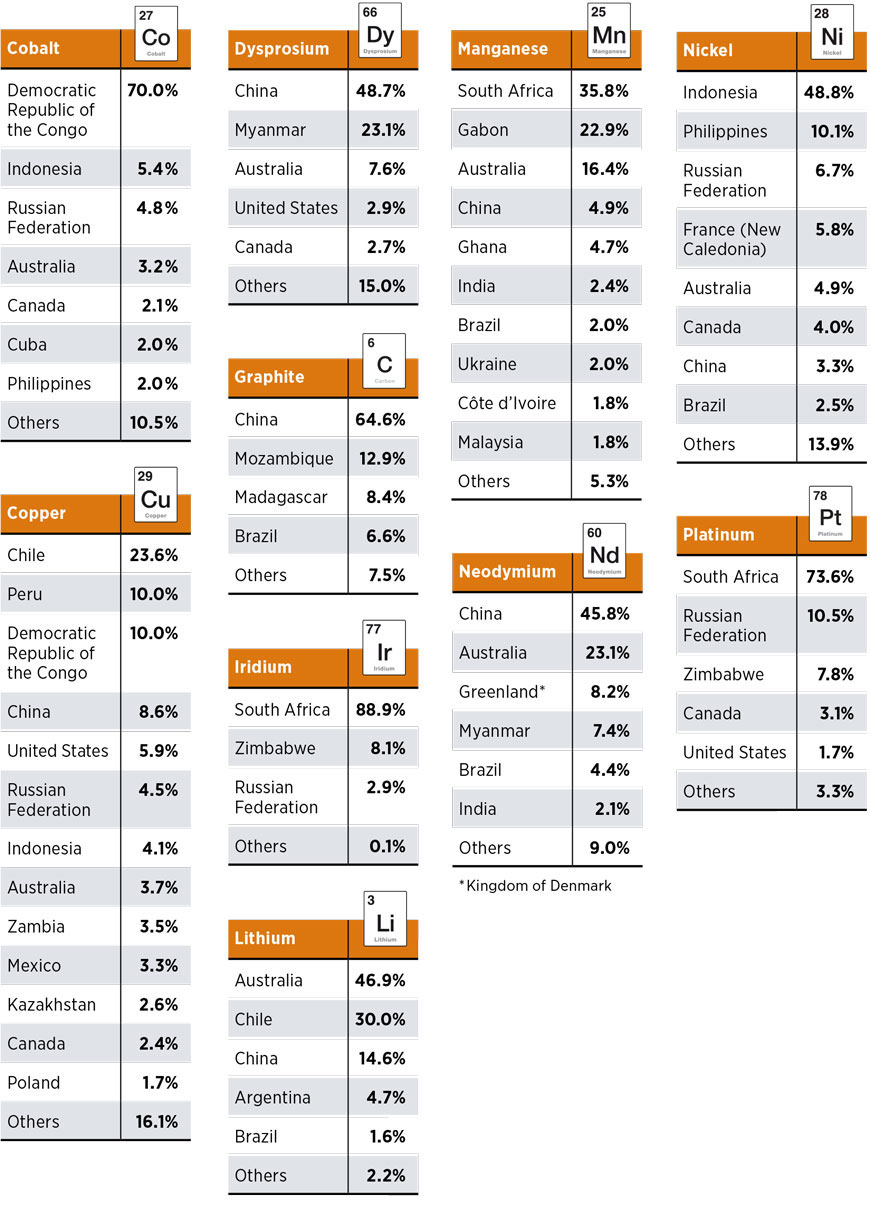 27
Co
Cobalt
Cobalt
Democratic 70.0%
Republic of
the Congo
Indonesia 5.4%
Russian 4.8%
Federation
Australia 3.2%
Canada 2.1%
Cuba 2.0%
Philippines 2.0%
Others 10.5%
29
Cu
Copper
Copper
Chile 23.6%
Peru 10.0%
Democratic 10.0%
Republic of
the Congo
China 8.6%
United States 5.9%
Russian 4.5%
Federation
Indonesia 4.1%
Australia 3.7%
Zambia 3.5%
Mexico 3.3%
Kazakhstan 2.6%
Canada 2.4%
Poland 1.7%
Others 16.1%
66
Dy
Dysprosium
Dysprosium
China 48.7%
Myanmar 23.1%
Australia 7.6%
United States 2.9%
Canada 2.7%
Others 15.0%
6
C
Carbon
Graphite
China 64.6%
Mozambique 12.9%
Madagascar 8.4%
Brazil 6.6%
Others 7.5%
77
Ir
Iridium
Iridium
South Africa 88.9%
Zimbabwe 8.1%
Russian 2.9%
Federation
Others 0.1%
3
Li
Lithium
Lithium
Australia 46.9%
Chile 30.0%
China 14.6%
Argentina 4.7%
Brazil 1.6%
Others 2.2%
25
Mn
Manganese
Manganese
South Africa 35.8%
Gabon 22.9%
Australia 16.4%
China 4.9%
Ghana 4.7%
India 2.4%
Brazil 2.0%
Ukraine 2.0%
Côte d’Ivoire 1.8%
Malaysia 1.8%
Others 5.3%
60
Nd
Neodymium
Neodymium
China 45.8%
Australia 23.1%
Greenland* 8.2%
Myanmar 7.4%
Brazil 4.4%
India 2.1%
Others 9.0%
*Kingdom of Denmark
28
Ni
Nickel
Nickel
Indonesia 48.8%
Philippines 10.1%
Russian 6.7%
Federation
France (New 5.8%
Caledonia)
Australia 4.9%
Canada 4.0%
China 3.3%
Brazil 2.5%
Others 13.9%
78
Pt
Platinum
Platinum
South Africa 73.6%
Russian 10.5%
Federation
Zimbabwe 7.8%
Canada 3.1%
United States 1.7%
Others 3.3%